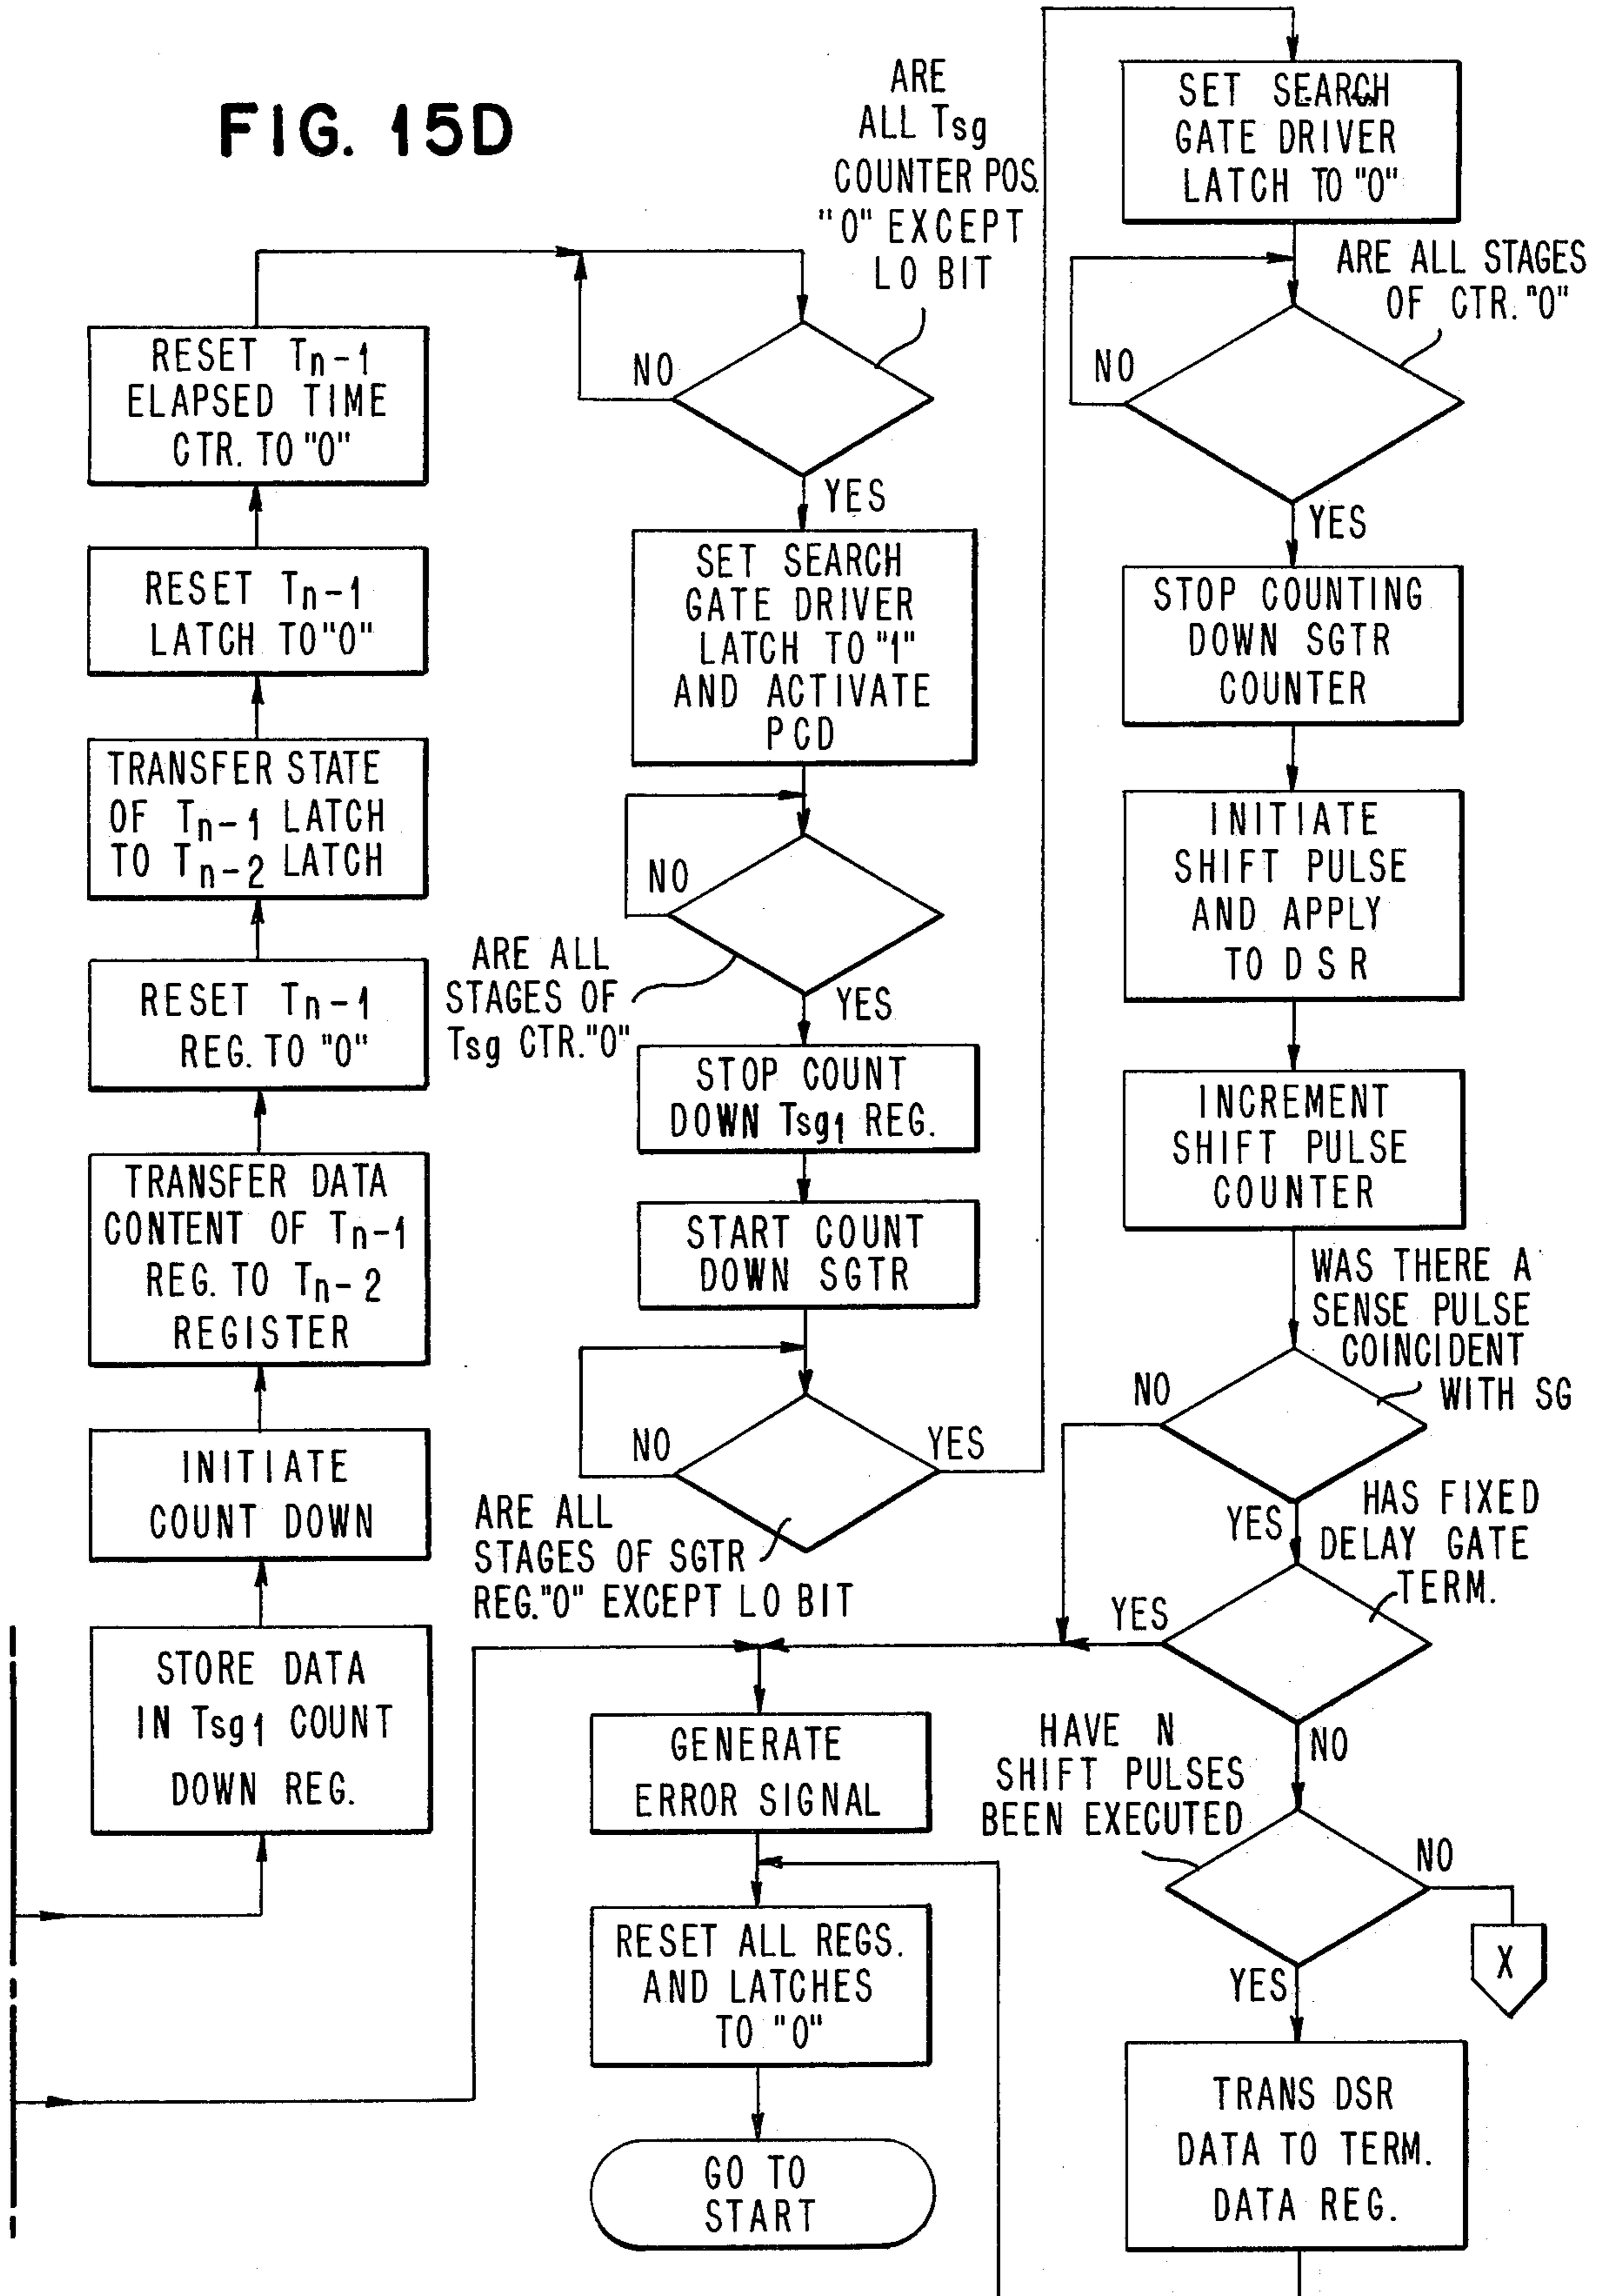 FIG. 15D
RESET Tn-1
ELAPSED TIME
CTR. TO "0"
RESET Tn-1
LATCH TO "0"
TRANSFER STATE
OF Tn-1 LATCH
TO Tn-2 LATCH
RESET Tn-1
REG. TO "0"
TRANSFER DATA
CONTENT OF Tn-1
REG. TO Tn-2
REGISTER
INITIATE
COUNT DOWN
STORE DATA
IN Tsg1 COUNT
DOWN REG.
ARE
ALL Tsg
COUNTER POS.
"0" EXCEPT
LO BIT
NO
YES
SET SEARCH
GATE DRIVER
LATCH TO "1"
AND ACTIVATE
PCD
NO
ARE ALL
STAGES OF
Tsg CTR. "0"
YES
STOP COUNT
DOWN Tsg1 REG.
START COUNT
DOWN SGTR
NO
YES
ARE ALL
STAGES OF SGTR
REG. "0" EXCEPT LO BIT
GENERATE
ERROR SIGNAL
RESET ALL REGS.
AND LATCHES
TO "0"
GO TO
START
SET SEARCH
GATE DRIVER
LATCH TO "0"
ARE ALL STAGES
OF CTR. "0"
NO
YES
STOP COUNTING
DOWN SGTR
COUNTER
INITIATE
SHIFT PULSE
AND APPLY
TO DSR
INCREMENT
SHIFT PULSE
COUNTER
WAS THERE A
SENSE PULSE
COINCIDENT
WITH SG
NO
YES
HAS FIXED
DELAY GATE
TERM.
YES
NO
HAVE N
SHIFT PULSES
BEEN EXECUTED
NO
X
YES
TRANS DSR
DATA TO TERM.
DATA REG.